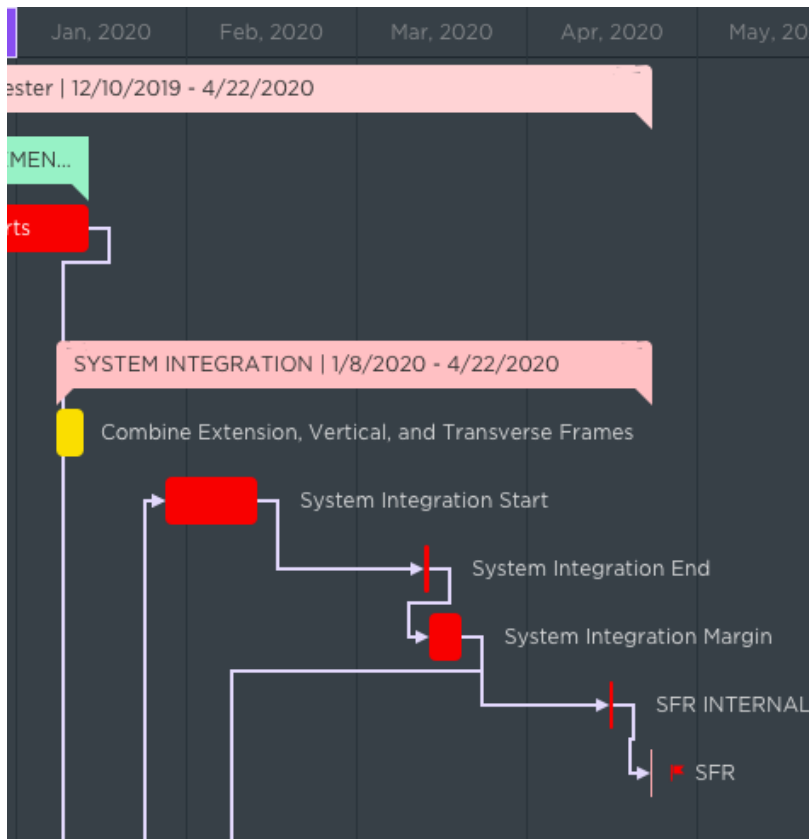 Jan, 2020 Feb, 2020 Mar, 2020 Apr, 2020 May, 20
ester | 12/10/2019 - 4/22/2020
EMEN...
rts
SYSTEM INTEGRATION | 1/8/2020 - 4/22/2020
Combine Extension, Vertical, and Transverse Frames
System Integration Start
System Integration End
System Integration Margin
SFR INTERNAL
SFR